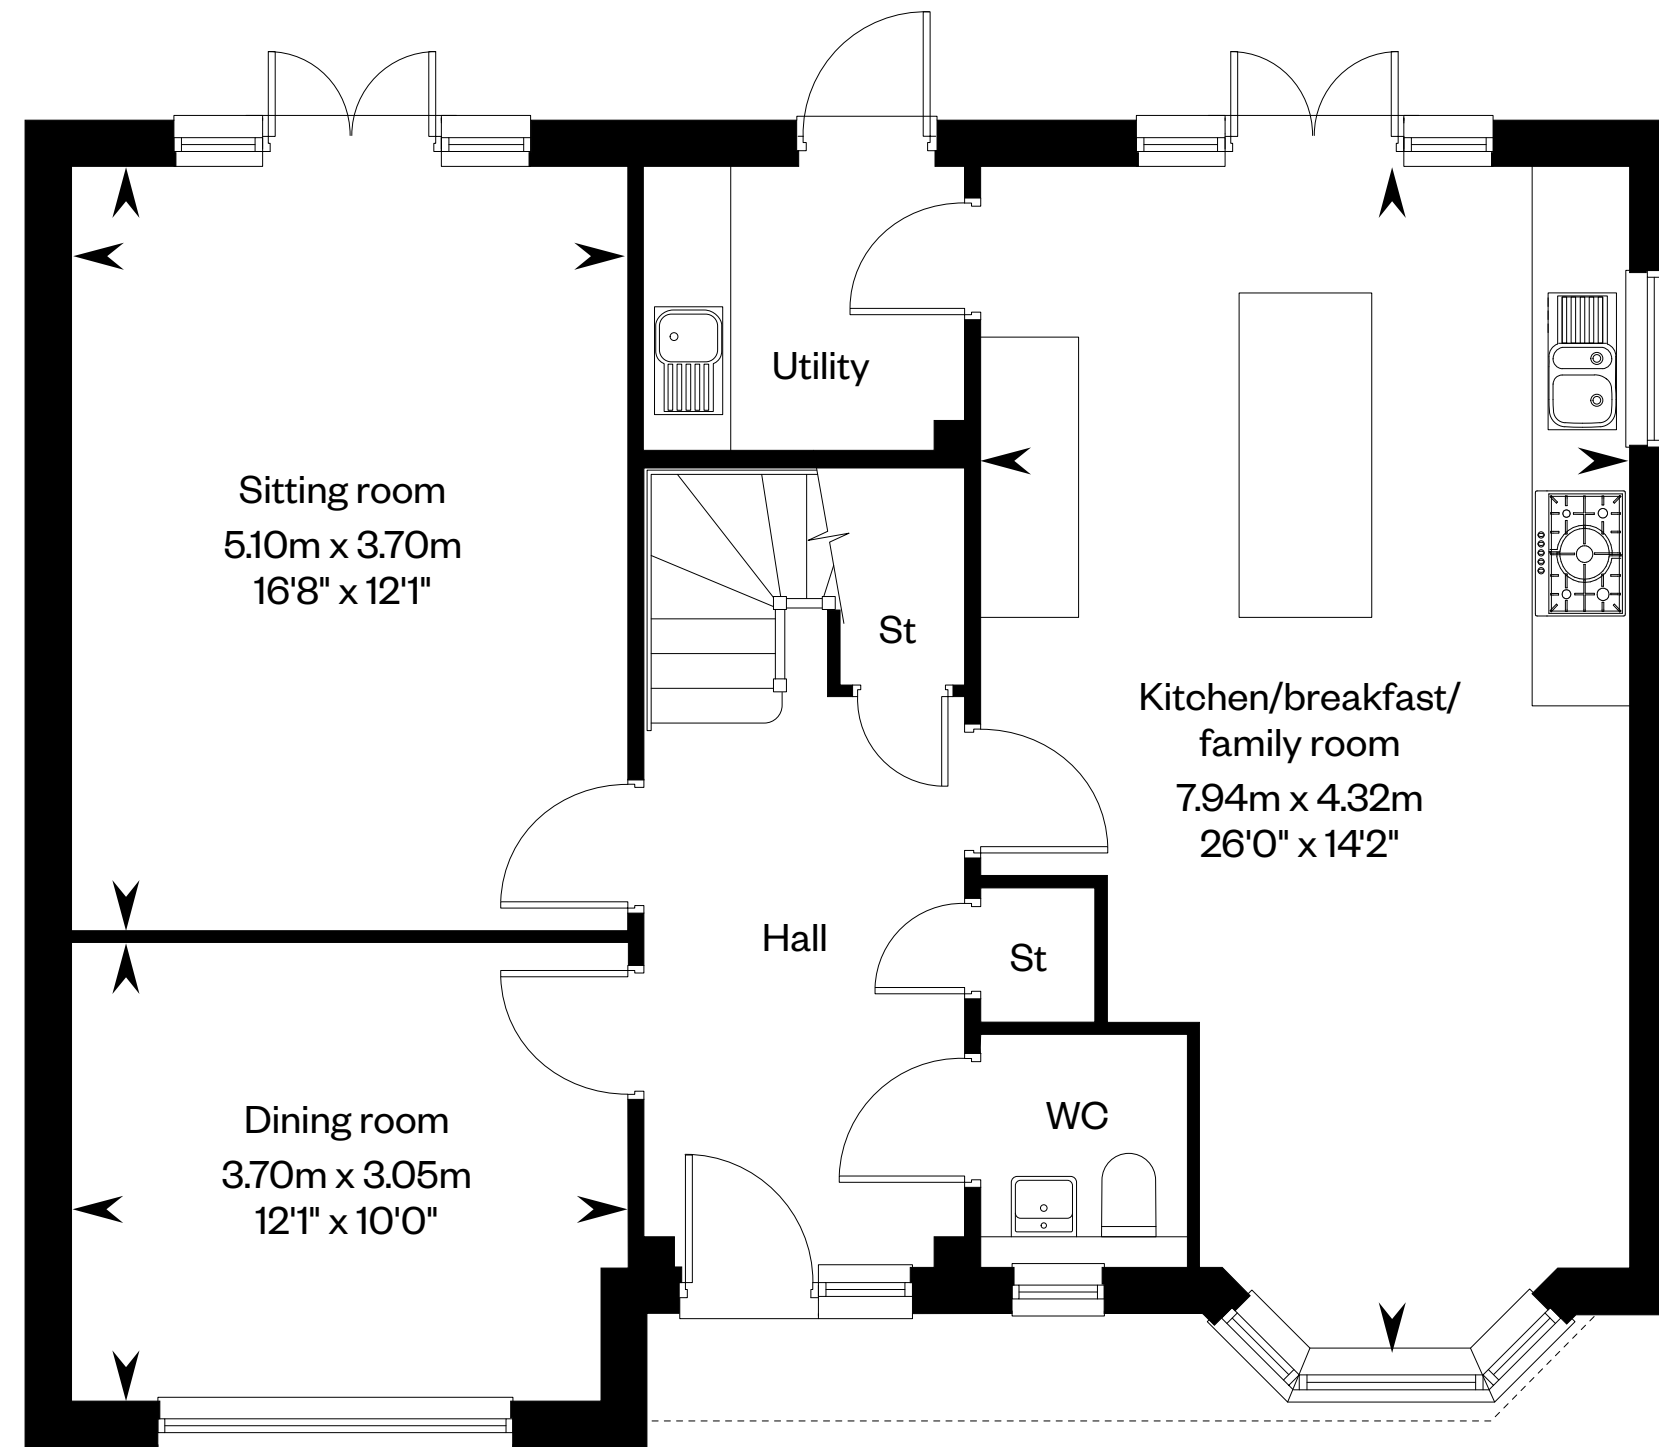 Utility
Sitting room
5.10m x 3.70m
16'8" x 12'1"
St
Kitchen/breakfast/
family room
7.94m x 4.32m
26'0" x 14'2"
Hall
St
Dining room
3.70m x 3.05m
12'1" x 10'0"
WC